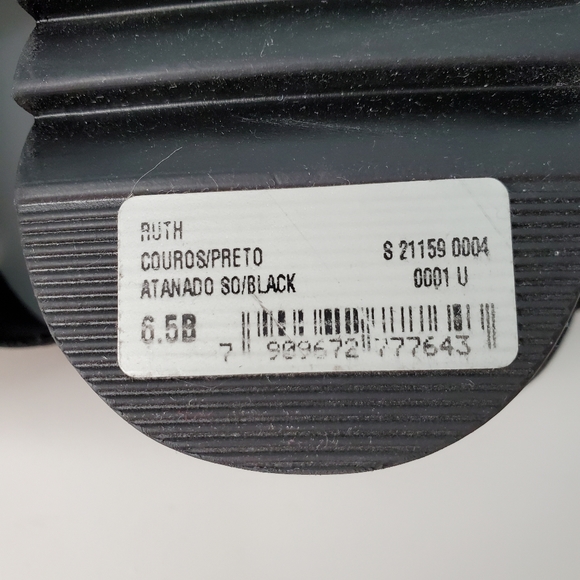 RUTH
COUROS/PRETO S 21159 0004
ATANADO SO/BLACK 0001 U
6.5B
7 909672 777643